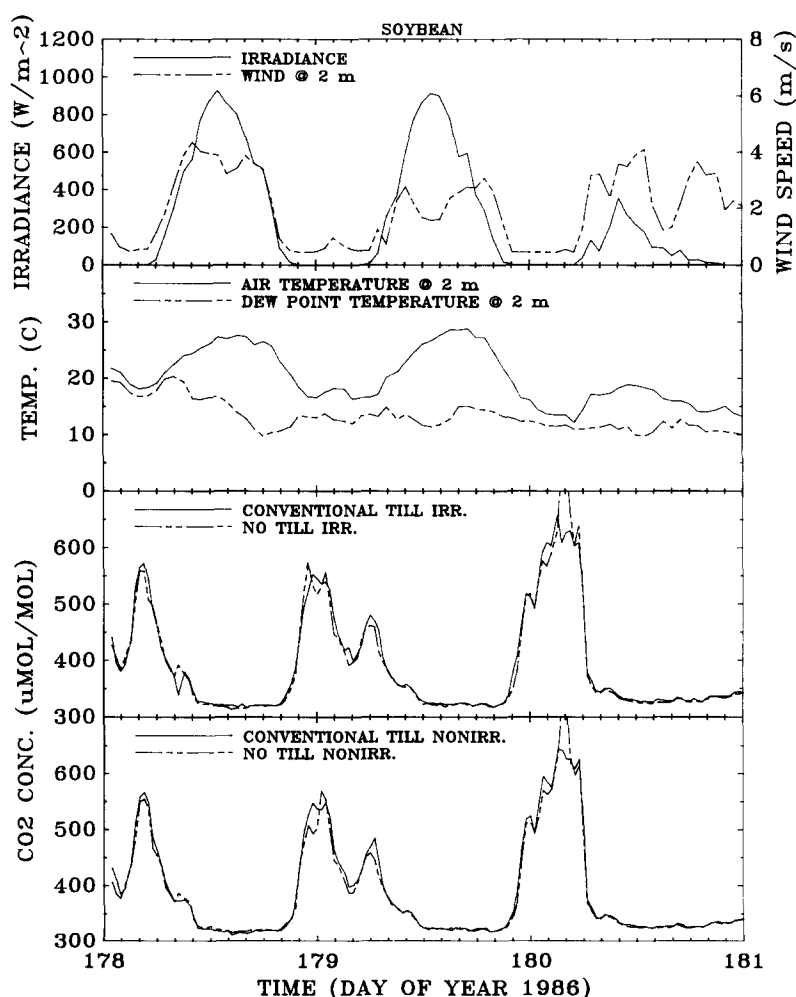 SOYBEAN
IRRADIANCE (W/m^2)
1200
1000
800
600
400
200
0
IRRADIANCE
WIND @ 2 m
8
6
4
2
0
WIND SPEED (m/s)
TEMP. (C)
30
20
10
0
AIR TEMPERATURE @ 2 m
DEW POINT TEMPERATURE @ 2 m
CO2 CONC. (uMOL/MOL)
600
500
400
300
CONVENTIONAL TILL IRR.
NO TILL IRR.
600
500
400
300
CONVENTIONAL TILL NONIRR.
NO TILL NONIRR.
178
179
180
181
TIME (DAY OF YEAR 1986)